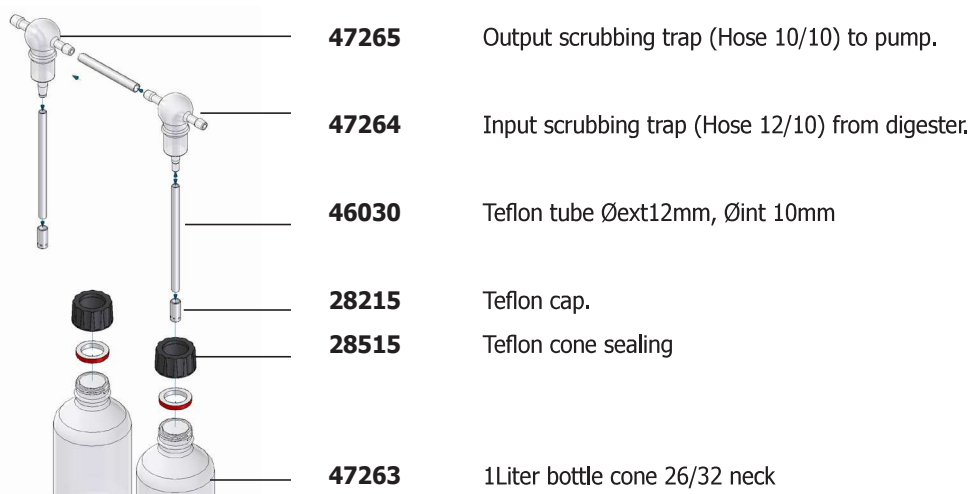 47265 Output scrubbing trap (Hose 10/10) to pump.
47264 Input scrubbing trap (Hose 12/10) from digester.
46030 Teflon tube Øext12mm, Øint 10mm
28215 Teflon cap.
28515 Teflon cone sealing
47263 1Liter bottle cone 26/32 neck